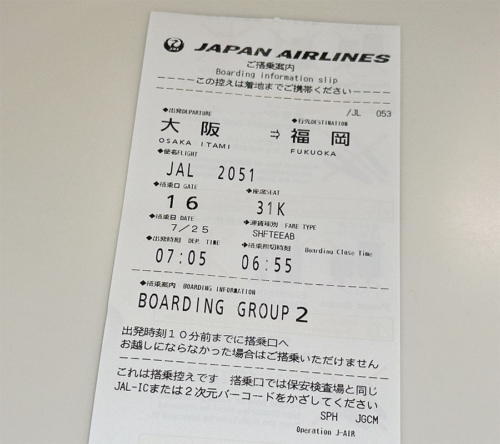 JAPAN AIRLINES
ご搭乗案内
Boarding information slip
この控えは着地までご携帯ください
/JL 053
◆出発DEPARTURE ◆行先DESTINATION
大 阪 ⇒ 福 岡
OSAKA ITAMI FUKUOKA
◆便名FLIGHT
JAL 2051
◆搭乗口 GATE ◆座席SEAT
16 31K
◆搭乗日 DATE ◆運賃種別 FARE TYPE
7/25 SHFTEEAB
◆出発時刻 DEP. TIME ◆搭乗締切時刻 Boarding Close Time
07:05 06:55
◆搭乗案内 BOARDING INFORMATION
BOARDING GROUP 2
出発時刻10分前までに搭乗口へ
お越しにならなかった場合はご搭乗いただけません
これは搭乗控えです 搭乗口では保安検査場と同じ
JAL-ICまたは2次元バーコードをかざしてください
SPH JGCM
Operation J-AIR